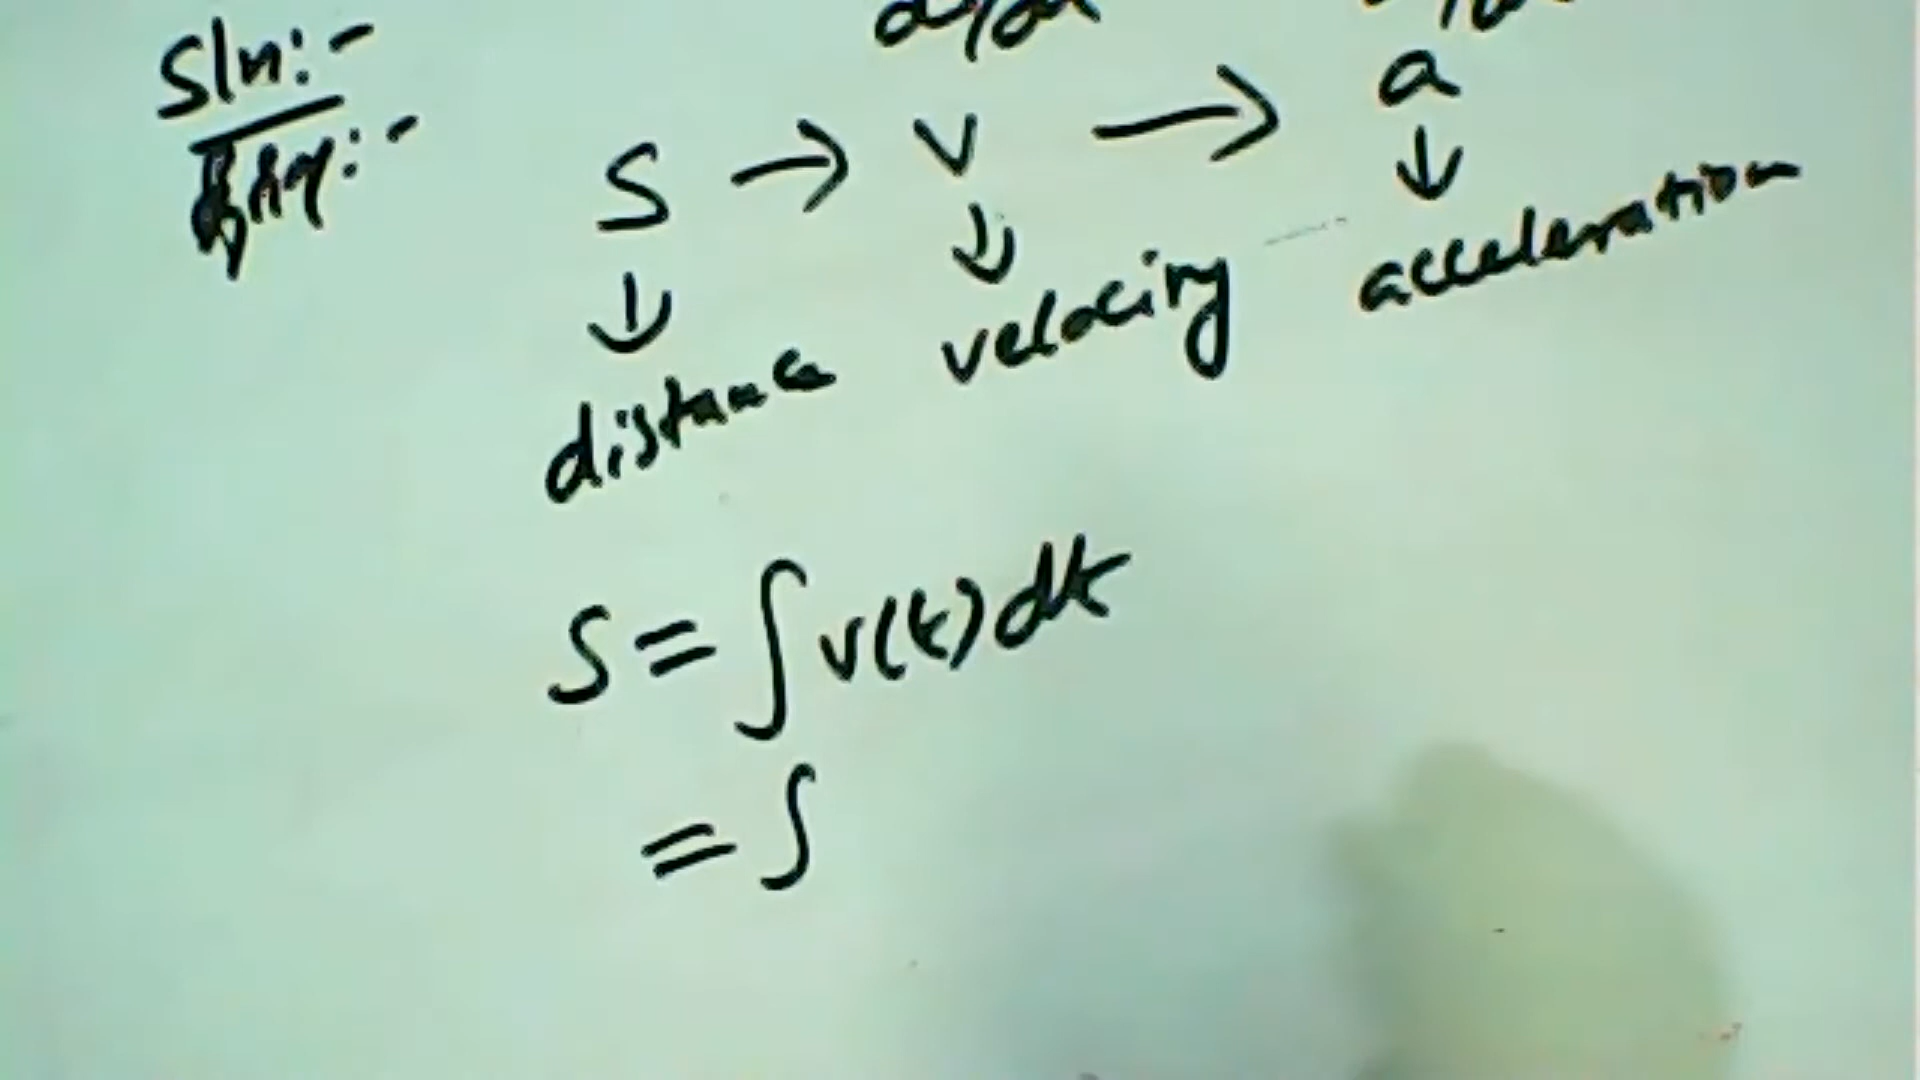 Sln:-
S → v → a
↓ ↓ ↓
distance velocity acceleration
S = ∫ v(t) dt
= ∫